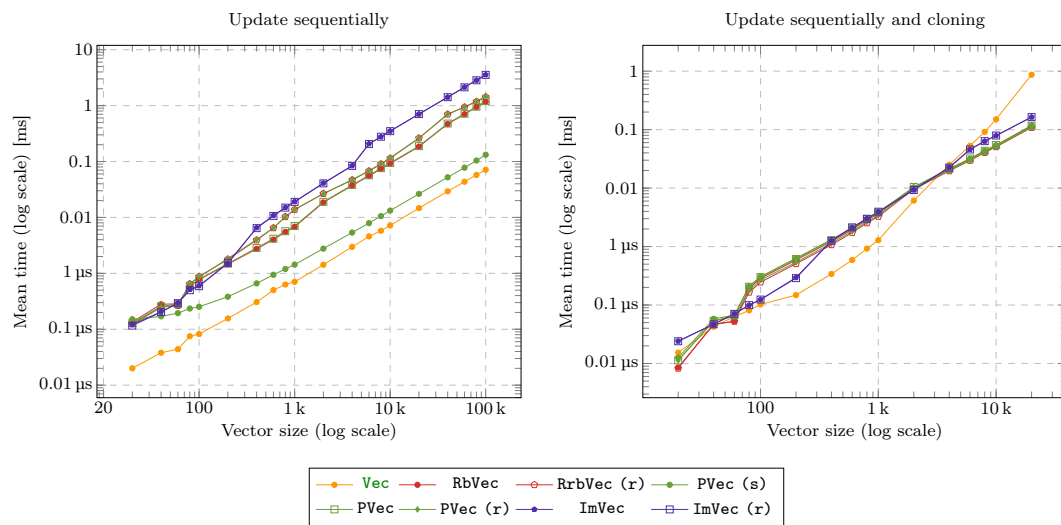 Update sequentially
Mean time (log scale) [ms]
10
1
0.1
0.01
1 µs
0.1 µs
0.01 µs
20
100
1 k
10 k
100 k
Vector size (log scale)
Update sequentially and cloning
Mean time (log scale) [ms]
1
0.1
0.01
1 µs
0.1 µs
0.01 µs
100
1 k
10 k
Vector size (log scale)
Vec RbVec RrbVec (r) PVec (s)
PVec PVec (r) ImVec ImVec (r)